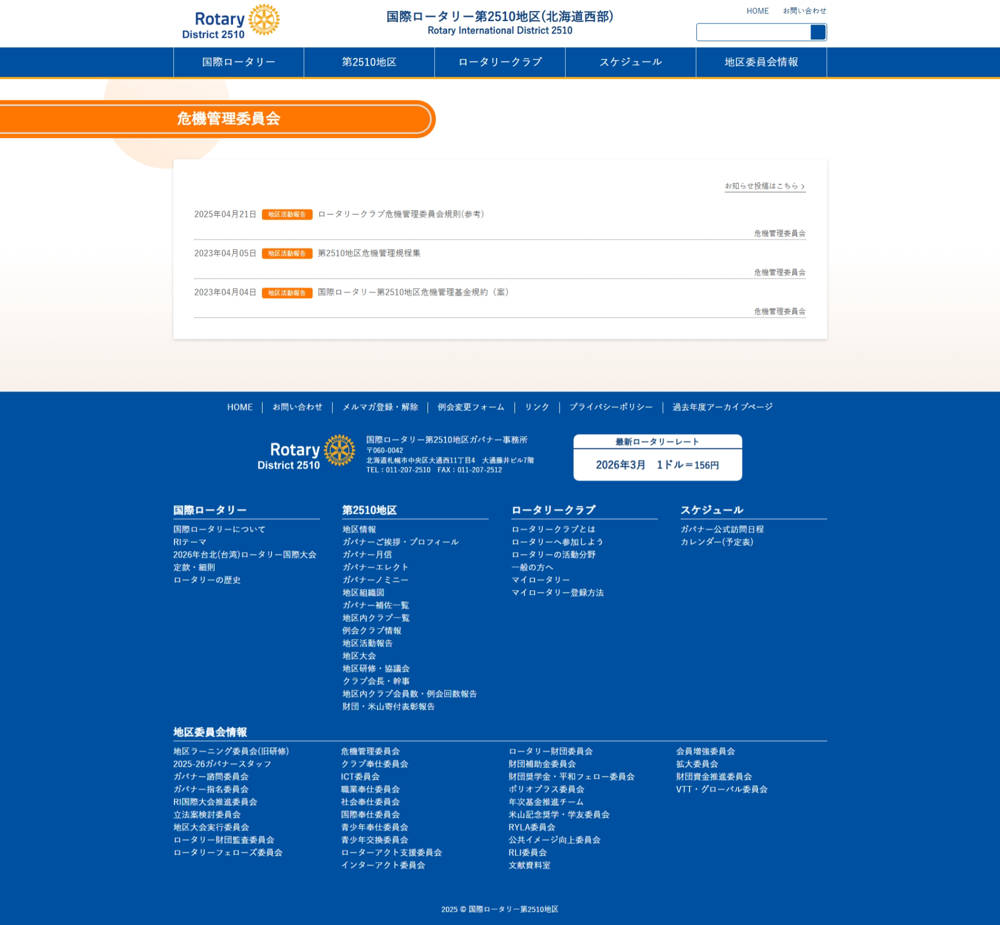 Rotary
District 2510
国際ロータリー第2510地区(北海道西部)
Rotary International District 2510
HOME お問い合わせ
国際ロータリー 第2510地区 ロータリークラブ スケジュール 地区委員会情報
危機管理委員会
お知らせ投稿はこちら
2025年04月21日 地区活動報告 ロータリークラブ危機管理委員会規則(参考)
危機管理委員会
2023年04月05日 地区活動報告 第2510地区危機管理規程集
危機管理委員会
2023年04月04日 地区活動報告 国際ロータリー第2510地区危機管理基金規約（案）
危機管理委員会
HOME お問い合わせ メルマガ登録・解除 例会変更フォーム リンク プライバシーポリシー 過去年度アーカイブページ
Rotary
District 2510
国際ロータリー第2510地区ガバナー事務所
〒060-0042
北海道札幌市中央区大通西11丁目4　大通藤井ビル7階
TEL：011-207-2510　FAX：011-207-2512
最新ロータリーレート
2026年3月　1ドル＝156円
国際ロータリー
国際ロータリーについて
RIテーマ
2026年台北(台湾)ロータリー国際大会
定款・細則
ロータリーの歴史
第2510地区
地区情報
ガバナーご挨拶・プロフィール
ガバナー月信
ガバナーエレクト
ガバナーノミニー
地区組織図
ガバナー補佐一覧
地区内クラブ一覧
例会クラブ情報
地区活動報告
地区大会
地区研修・協議会
クラブ会長・幹事
地区内クラブ会員数・例会回数報告
財団・米山寄付表彰報告
ロータリークラブ
ロータリークラブとは
ロータリーへ参加しよう
ロータリーの活動分野
一般の方へ
マイロータリー
マイロータリー登録方法
スケジュール
ガバナー公式訪問日程
カレンダー(予定表)
地区委員会情報
地区ラーニング委員会(旧研修)
2025-26ガバナースタッフ
ガバナー諮問委員会
ガバナー指名委員会
RI国際大会推進委員会
立法案検討委員会
地区大会実行委員会
ロータリー財団監査委員会
ロータリーフェローズ委員会
危機管理委員会
クラブ奉仕委員会
ICT委員会
職業奉仕委員会
社会奉仕委員会
国際奉仕委員会
青少年奉仕委員会
青少年交換委員会
ローターアクト支援委員会
インターアクト委員会
ロータリー財団委員会
財団補助金委員会
財団奨学金・平和フェロー委員会
ポリオプラス委員会
年次基金推進チーム
米山記念奨学・学友委員会
RYLA委員会
公共イメージ向上委員会
RLI委員会
文献資料室
会員増強委員会
拡大委員会
財団資金推進委員会
VTT・グローバル委員会
2025 © 国際ロータリー第2510地区